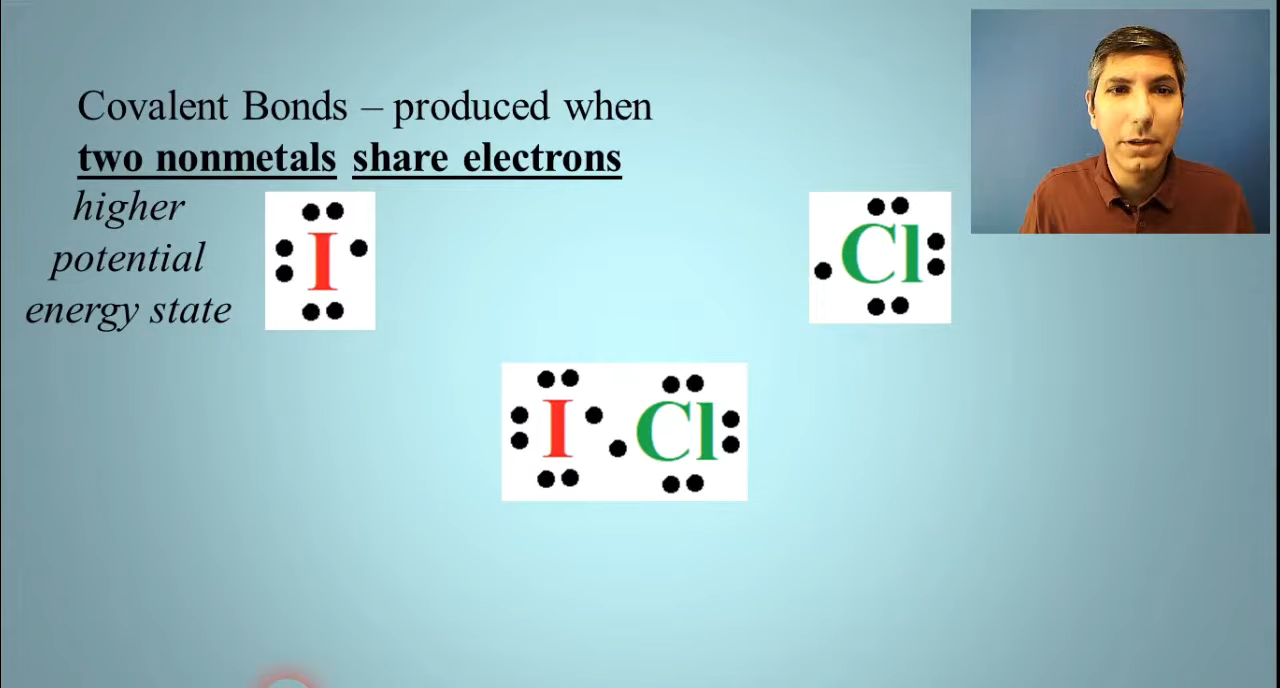 Covalent Bonds – produced when
two nonmetals share electrons
higher
potential
energy state
I
Cl
I Cl